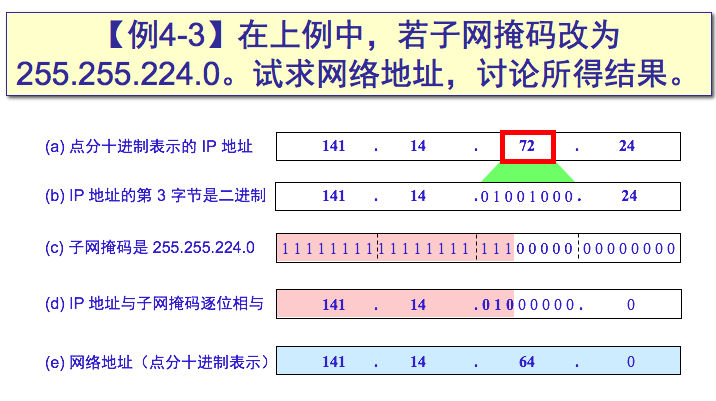 【例4-3】在上例中，若子网掩码改为
255.255.224.0。试求网络地址，讨论所得结果。
(a) 点分十进制表示的 IP 地址 141 . 14 . 72 . 24
(b) IP 地址的第 3 字节是二进制 141 . 14 .01001000. 24
(c) 子网掩码是 255.255.224.0 11111111 11111111 11100000 00000000
(d) IP 地址与子网掩码逐位相与 141 . 14 .01000000. 0
(e) 网络地址（点分十进制表示） 141 . 14 . 64 . 0